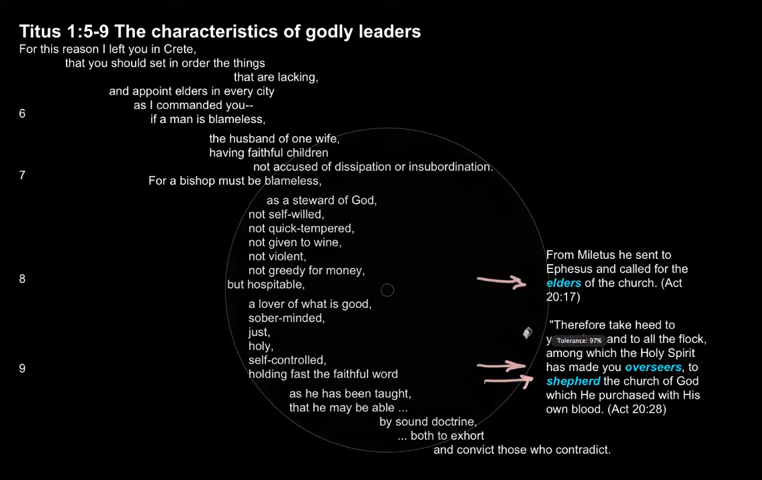 Titus 1:5-9 The characteristics of godly leaders
For this reason I left you in Crete,
that you should set in order the things
that are lacking,
and appoint elders in every city
as I commanded you--
6
if a man is blameless,
the husband of one wife,
having faithful children
not accused of dissipation or insubordination.
7
For a bishop must be blameless,
as a steward of God,
not self-willed,
not quick-tempered,
not given to wine,
not violent,
not greedy for money,
8
but hospitable,
a lover of what is good,
sober-minded,
just,
holy,
self-controlled,
9
holding fast the faithful word
as he has been taught,
that he may be able ...
by sound doctrine,
... both to exhort
and convict those who contradict.
From Miletus he sent to
Ephesus and called for the
elders of the church. (Act
20:17)
"Therefore take heed to
Tolerance: 97%
and to all the flock,
among which the Holy Spirit
has made you overseers, to
shepherd the church of God
which He purchased with His
own blood. (Act 20:28)